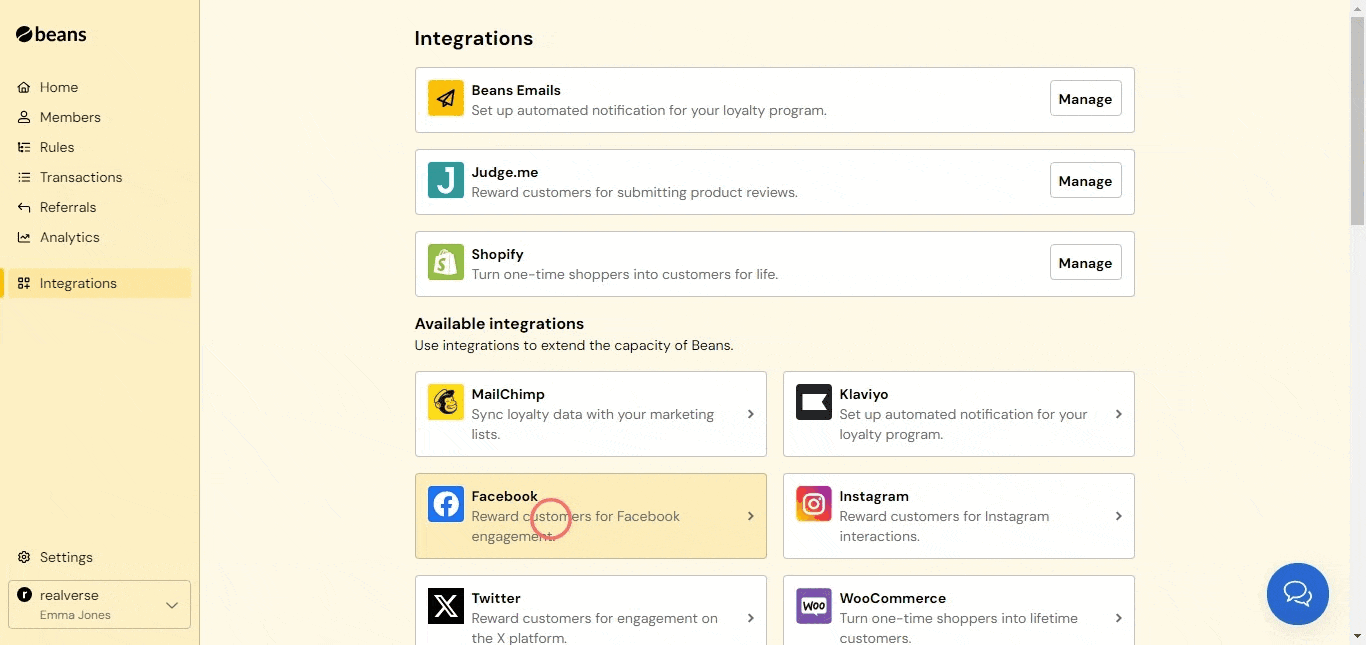 beans
Home
Members
Rules
Transactions
Referrals
Analytics
Integrations
Settings
r
realverse
Emma Jones
Integrations
Beans Emails
Set up automated notification for your loyalty program.
Manage
J
Judge.me
Reward customers for submitting product reviews.
Manage
S
Shopify
Turn one-time shoppers into customers for life.
Manage
Available integrations
Use integrations to extend the capacity of Beans.
MailChimp
Sync loyalty data with your marketing
lists.
Klaviyo
Set up automated notification for your
loyalty program.
Facebook
Reward customers for Facebook
engagement.
Instagram
Reward customers for Instagram
interactions.
X
Twitter
Reward customers for engagement on
the X platform.
WOO
WooCommerce
Turn one-time shoppers into lifetime
customers.